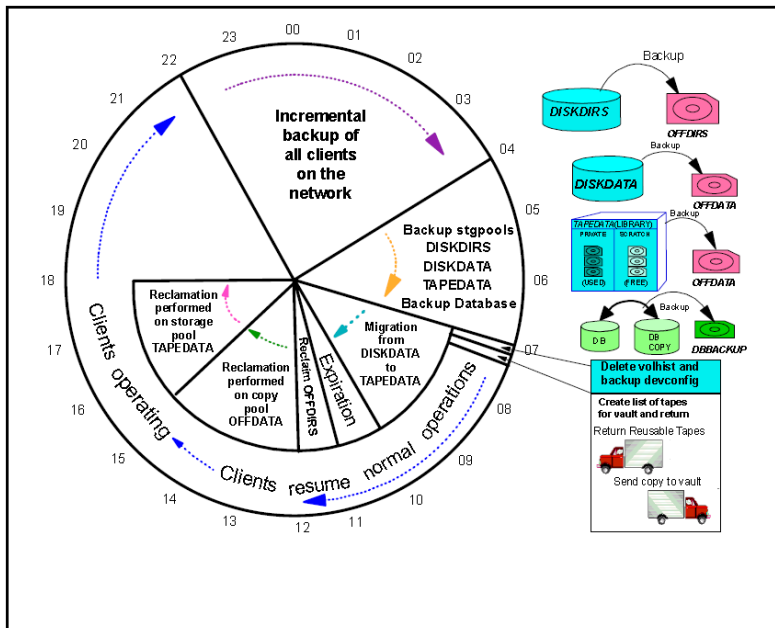 00
01
02
03
04
05
06
07
08
09
10
11
12
13
14
15
16
17
18
19
20
21
22
23
Incremental
backup of
all clients
on the
network
Backup stgpools
DISKDIRS
DISKDATA
TAPEDATA
Backup Database
Migration
from
DISKDATA
to
TAPEDATA
Expiration
Reclaim OFFDIRS
Reclamation
performed
on copy
pool
OFFDATA
Reclamation
performed
on storage
pool
TAPEDATA
Clients resume normal operations
Clients operating
Backup
DISKDIRS
OFFDIRS
Backup
DISKDATA
OFFDATA
TAPEDATA(LIBRARY)
PRIVATE SCRATCH
(USED) (FREE)
Backup
OFFDATA
Backup
DB
DB
COPY
DBBACKUP
Delete volhist and
backup devconfig
Create list of tapes
for vault and return
Return Reusable Tapes
Send copy to vault